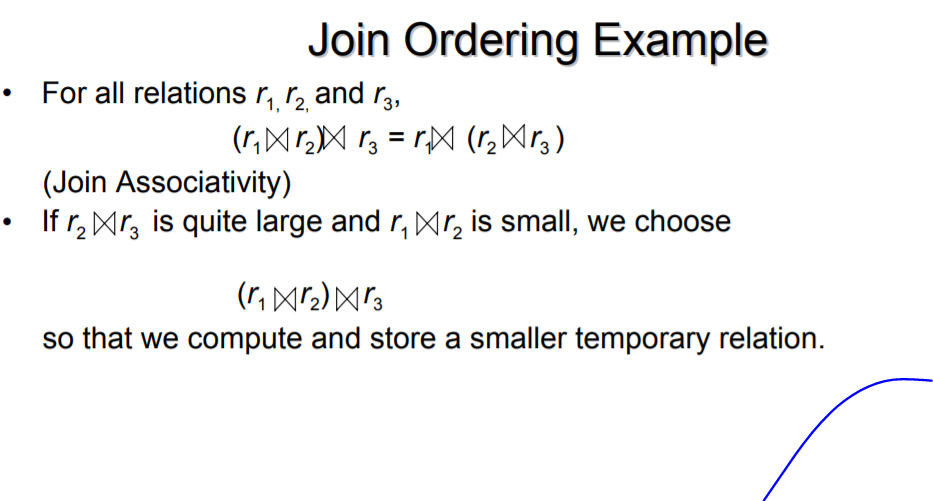 Join Ordering Example
• For all relations r₁, r₂, and r₃,
(r₁ ⨝ r₂)⨝ r₃ = r₁⨝ (r₂ ⨝ r₃ )
(Join Associativity)
• If r₂ ⨝ r₃ is quite large and r₁ ⨝ r₂ is small, we choose
(r₁ ⨝ r₂) ⨝ r₃
so that we compute and store a smaller temporary relation.